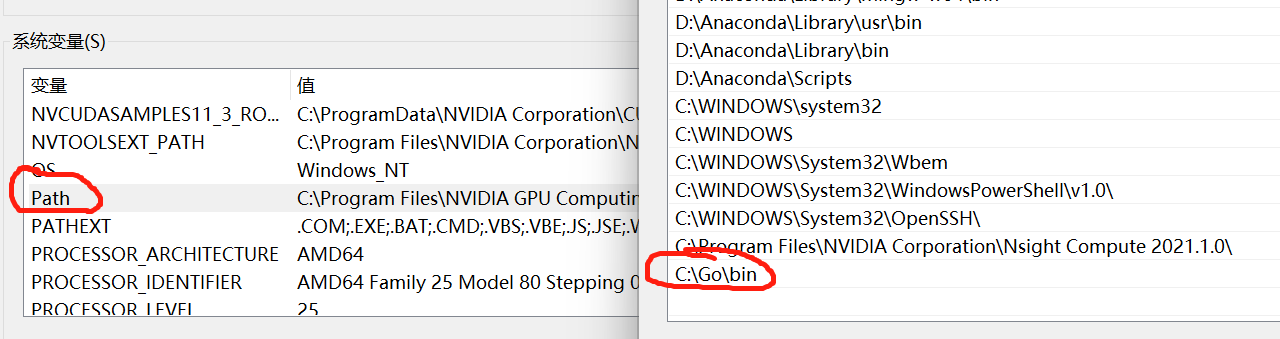 系统变量(S)
变量 值
NVCUDASAMPLES11_3_RO... C:\ProgramData\NVIDIA Corporation\CU
NVTOOLSEXT_PATH C:\Program Files\NVIDIA Corporation\N
OS Windows_NT
Path C:\Program Files\NVIDIA GPU Computin
PATHEXT .COM;.EXE;.BAT;.CMD;.VBS;.VBE;.JS;.JSE;.W
PROCESSOR_ARCHITECTURE AMD64
PROCESSOR_IDENTIFIER AMD64 Family 25 Model 80 Stepping 0
PROCESSOR_LEVEL 25
D:\Anaconda\Library\usr\bin
D:\Anaconda\Library\bin
D:\Anaconda\Scripts
C:\WINDOWS\system32
C:\WINDOWS
C:\WINDOWS\System32\Wbem
C:\WINDOWS\System32\WindowsPowerShell\v1.0\
C:\WINDOWS\System32\OpenSSH\
C:\Program Files\NVIDIA Corporation\Nsight Compute 2021.1.0\
C:\Go\bin